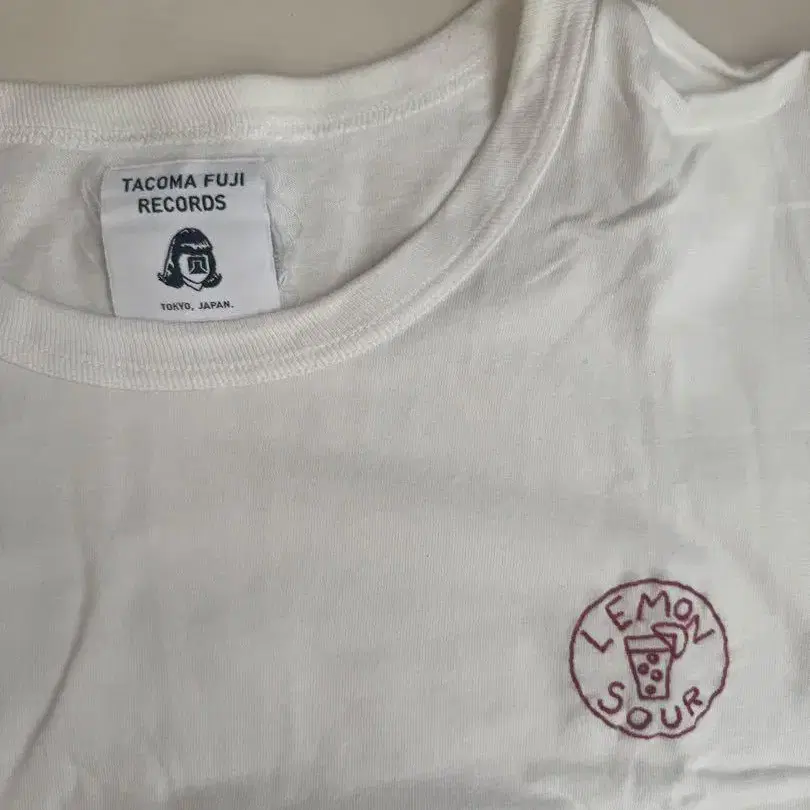 TACOMA FUJI
RECORDS
TOKYO, JAPAN.
LEMON
SOUR